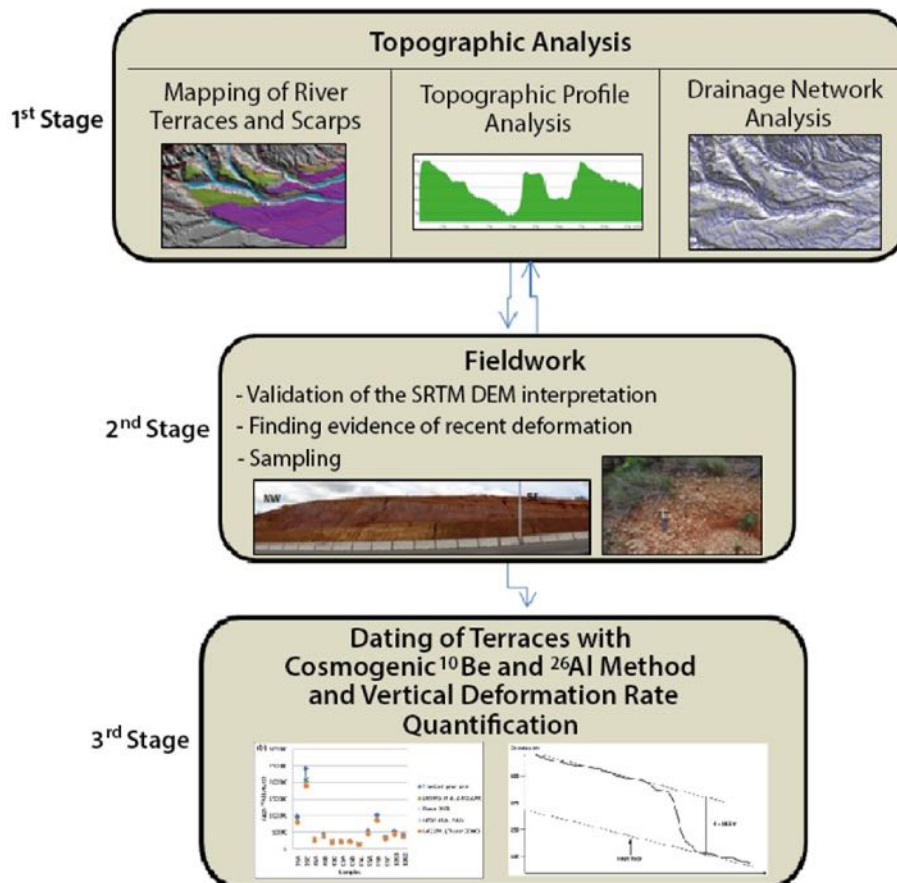 Topographic Analysis
1st Stage
Mapping of River
Terraces and Scarps
Topographic Profile
Analysis
Drainage Network
Analysis
Fieldwork
2nd Stage
- Validation of the SRTM DEM interpretation
- Finding evidence of recent deformation
- Sampling
NW
SE
Dating of Terraces with
Cosmogenic ¹⁰Be and ²⁶Al Method
and Vertical Deformation Rate
Quantification
3rd Stage
Samples